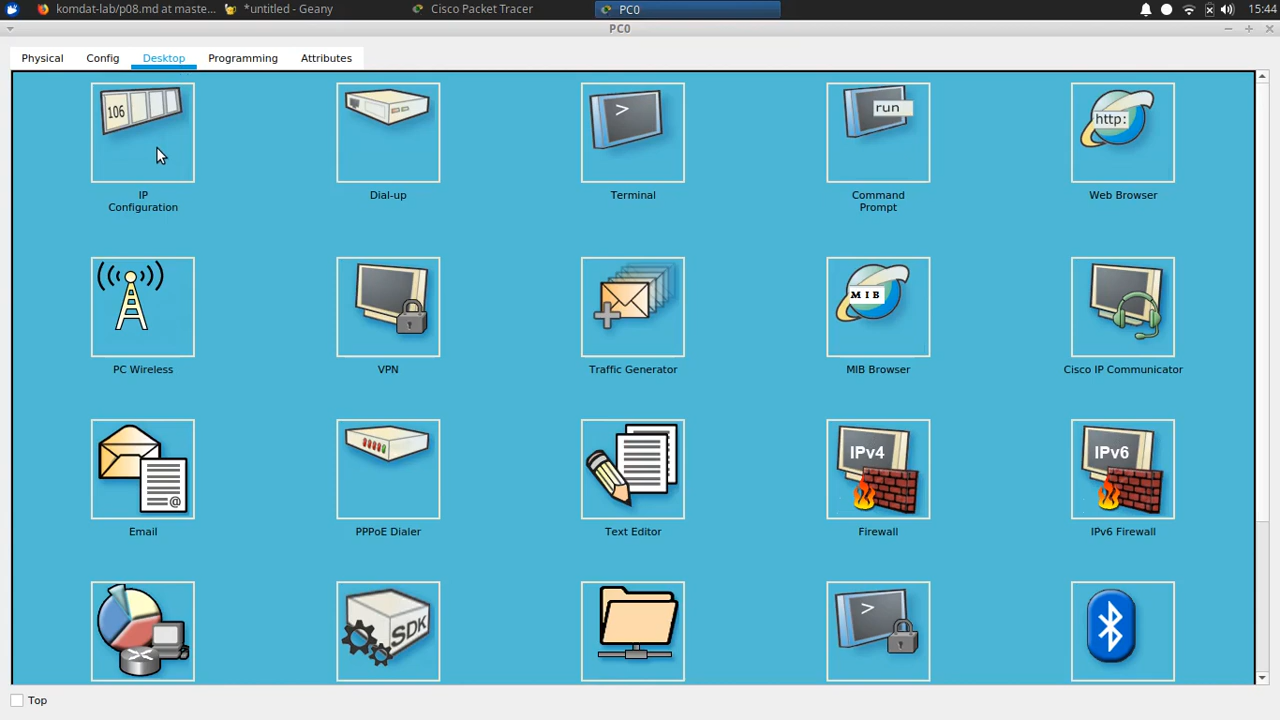 komdat-lab/p08.md at maste...
*untitled - Geany
Cisco Packet Tracer
PC0
15:44
PC0
Physical
Config
Desktop
Programming
Attributes
106
>
run
http:
IP
Configuration
Dial-up
Terminal
Command
Prompt
Web Browser
MIB
PC Wireless
VPN
Traffic Generator
MIB Browser
Cisco IP Communicator
@
IPv4
IPv6
Email
PPPoE Dialer
Text Editor
Firewall
IPv6 Firewall
SDK
>
Top